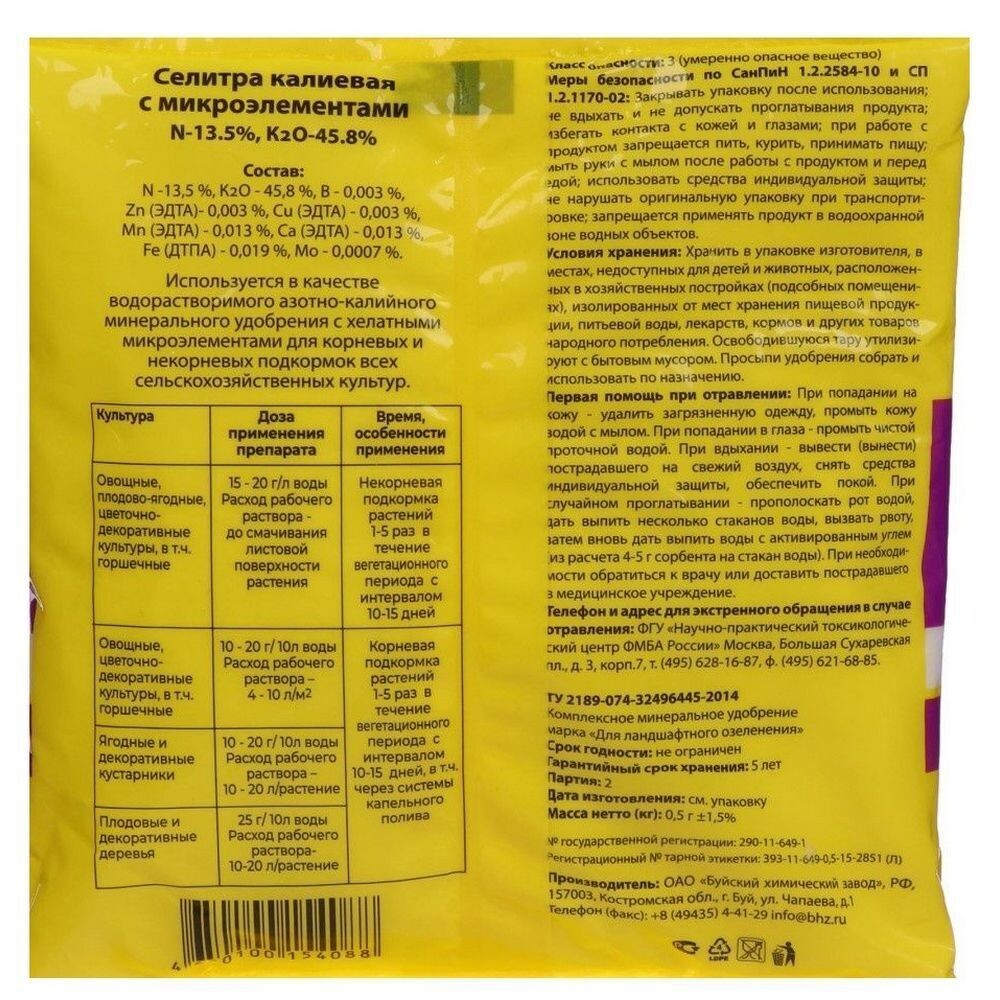 Селитра калиевая
с микроэлементами
N-13.5%, K2O-45.8%
Состав:
N -13,5 %, K2O - 45,8 %, B - 0,003 %,
Zn (ЭДТА)- 0,003 %, Cu (ЭДТА) - 0,003 %,
Mn (ЭДТА) - 0,013 %, Ca (ЭДТА) - 0,013 %,
Fe (ДТПА) - 0,019 %, Mo - 0,0007 %.
Используется в качестве
водорастворимого азотно-калийного
минерального удобрения с хелатными
микроэлементами для корневых и
некорневых подкормок всех
сельскохозяйственных культур.
Культура
Доза
применения
препарата
Время,
особенности
применения
Овощные,
плодово-ягодные,
цветочно-
декоративные
культуры, в т.ч.
горшечные
15 - 20 г/л воды
Расход рабочего
раствора -
до смачивания
листовой
поверхности
растения
Некорневая
подкормка
растений
1-5 раз в
течение
вегетационного
периода с
интервалом
10-15 дней
Овощные,
цветочно-
декоративные
культуры, в т.ч.
горшечные
10 - 20 г/10л воды
Расход рабочего
раствора –
4 - 10 л/м2
Корневая
подкормка
растений
1-5 раз в
течение
вегетационного
периода с
интервалом
10-15 дней, в т.ч.
через системы
капельного
полива
Ягодные и
декоративные
кустарники
10 - 20 г/ 10л воды
Расход рабочего
раствора –
10 - 20 л/растение
Плодовые и
декоративные
деревья
25 г/ 10л воды
Расход рабочего
раствора-
10-20 л/растение
4 0100 154088
Класс опасности: 3 (умеренно опасное вещество)
Меры безопасности по СанПиН 1.2.2584-10 и СП
1.2.1170-02: Закрывать упаковку после использования;
не вдыхать и не допускать проглатывания продукта;
избегать контакта с кожей и глазами; при работе с
продуктом запрещается пить, курить, принимать пищу;
мыть руки с мылом после работы с продуктом и перед
едой; использовать средства индивидуальной защиты;
не нарушать оригинальную упаковку при транспорти-
ровке; запрещается применять продукт в водоохранной
зоне водных объектов.
Условия хранения: Хранить в упаковке изготовителя, в
местах, недоступных для детей и животных, расположен-
ных в хозяйственных постройках (подсобных помещени-
ях), изолированных от мест хранения пищевой продук-
ции, питьевой воды, лекарств, кормов и других товаров
народного потребления. Освободившуюся тару утилизи-
руют с бытовым мусором. Просыпи удобрения собрать и
использовать по назначению.
Первая помощь при отравлении: При попадании на
кожу - удалить загрязненную одежду, промыть кожу
водой с мылом. При попадании в глаза - промыть чистой
проточной водой. При вдыхании - вывести (вынести)
пострадавшего на свежий воздух, снять средства
индивидуальной защиты, обеспечить покой. При
случайном проглатывании - прополоскать рот водой,
дать выпить несколько стаканов воды, вызвать рвоту,
затем вновь дать выпить воды с активированным углем
(из расчета 4-5 г сорбента на стакан воды). При необходи-
мости обратиться к врачу или доставить пострадавшего
в медицинское учреждение.
Телефон и адрес для экстренного обращения в случае
отравления: ФГУ «Научно-практический токсикологиче-
ский центр ФМБА России» Москва, Большая Сухаревская
пл., д. 3, корп.7, т. (495) 628-16-87, ф. (495) 621-68-85.
ТУ 2189-074-32496445-2014
Комплексное минеральное удобрение
марка «Для ландшафтного озеленения»
Срок годности: не ограничен
Гарантийный срок хранения: 5 лет
Партия: 2
Дата изготовления: см. упаковку
Масса нетто (кг): 0,5 г ±1,5%
№ государственной регистрации: 290-11-649-1
Регистрационный № тарной этикетки: 393-11-649-0,5-15-2851 (Л)
Производитель: ОАО «Буйский химический завод», РФ,
157003, Костромская обл., г. Буй, ул. Чапаева, д.1
Телефон (факс): +8 (49435) 4-41-29 info@bhz.ru
4
LDPE